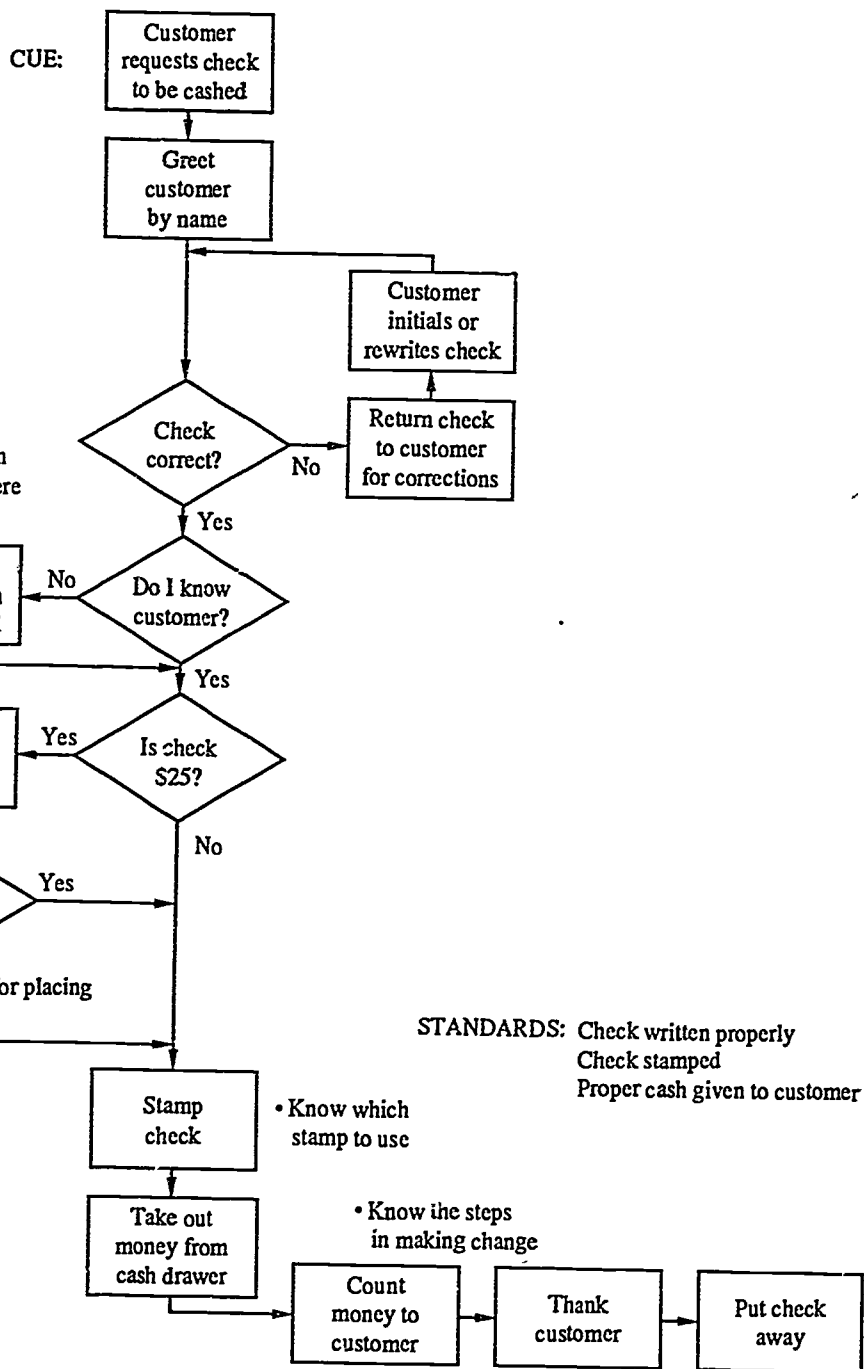 CUE:
Customer
requests check
to be cashed
Greet
customer
by name
Customer
initials or
rewrites check
Check
correct?
No
Return check
to customer
for corrections
Yes
Do I know
customer?
No
Yes
Is check
$25?
Yes
No
Yes
or placing
STANDARDS: Check written properly
Check stamped
Proper cash given to customer
Stamp
check
• Know which
stamp to use
Take out
money from
cash drawer
• Know the steps
in making change
Count
money to
customer
Thank
customer
Put check
away